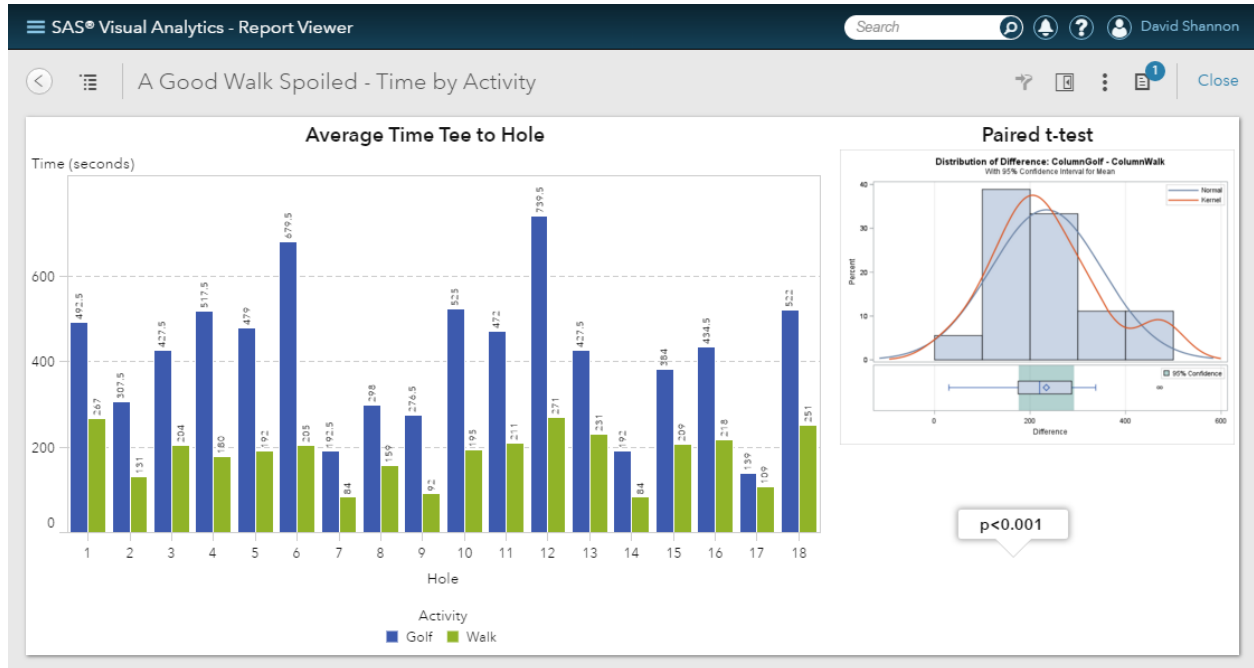 SAS® Visual Analytics - Report Viewer
Search
David Shannon
A Good Walk Spoiled - Time by Activity
1
Close
Average Time Tee to Hole
Time (seconds)
600
400
200
0
492.5
267
307.5
131
427.5
204
517.5
180
479
192
679.5
205
192.5
84
298
159
276.5
92
525
195
472
211
739.5
271
427.5
231
192
84
384
209
434.5
218
139
109
522
251
1 2 3 4 5 6 7 8 9 10 11 12 13 14 15 16 17 18
Hole
Activity
Golf Walk
Paired t-test
Distribution of Difference: ColumnGolf - ColumnWalk
With 95% Confidence Interval for Mean
Normal
Kernel
Percent
40
30
20
10
0
95% Confidence
0 200 400 600
Difference
p<0.001